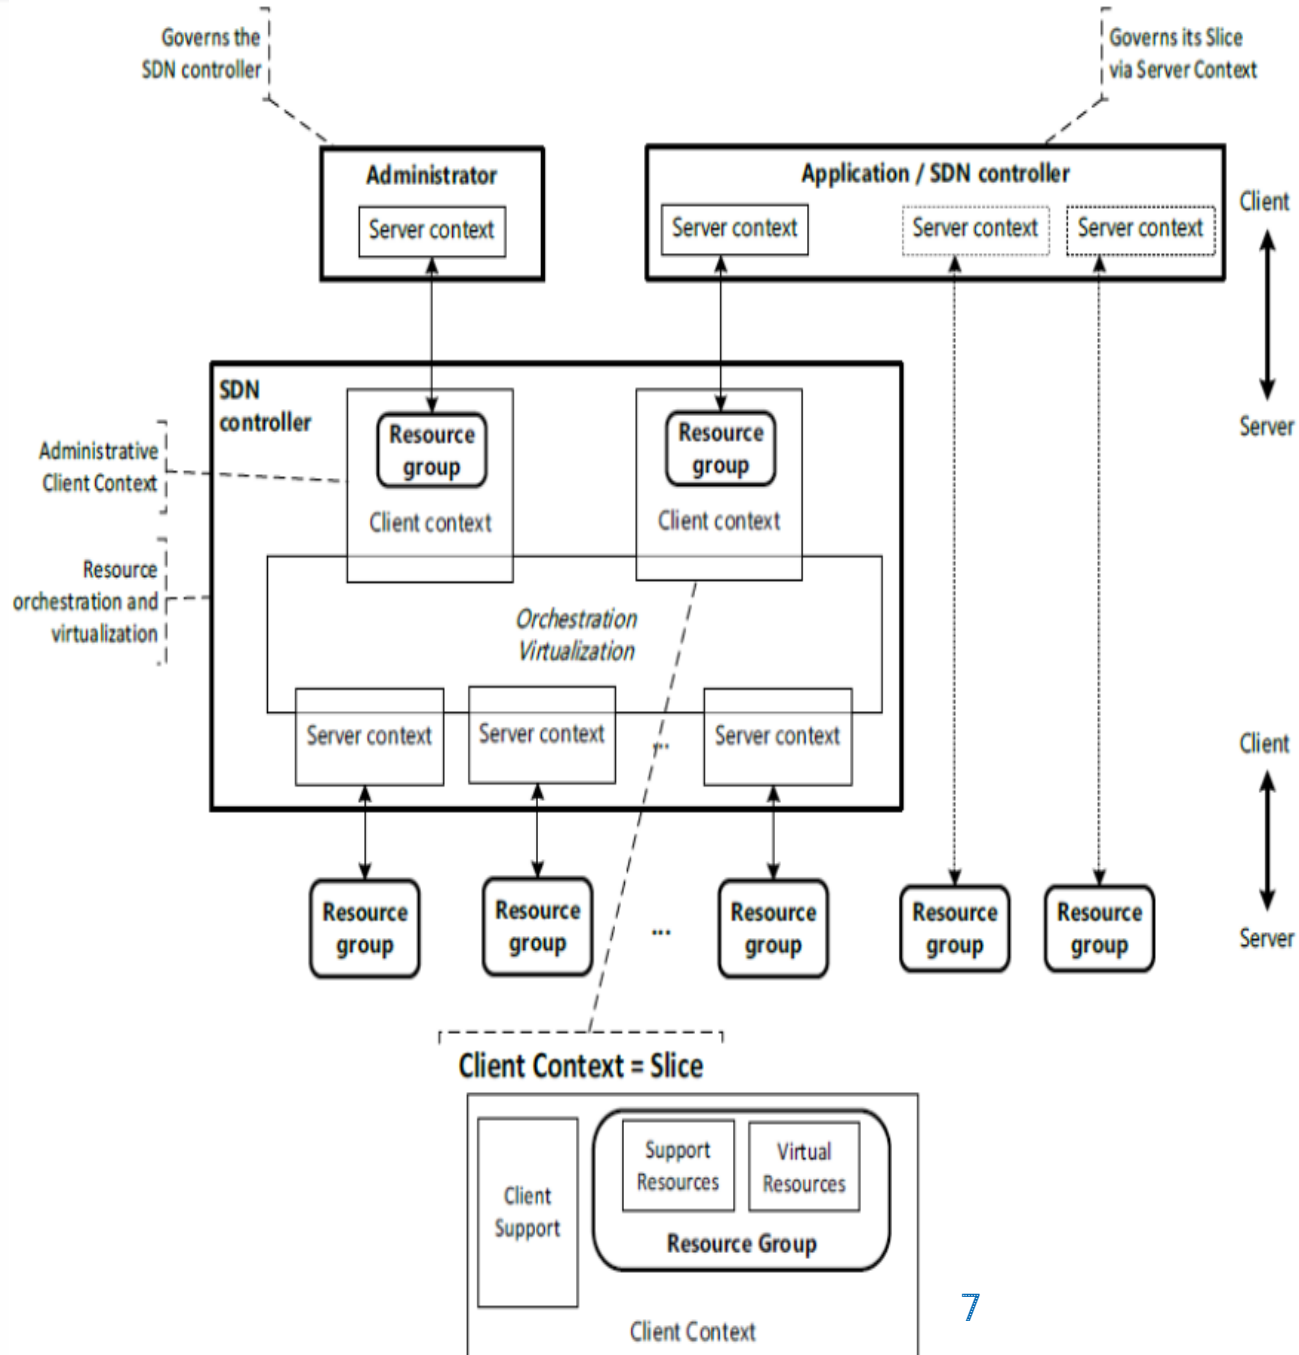 Governs the
SDN controller
Governs its Slice
via Server Context
Administrator
Server context
Application / SDN controller
Server context
Server context
Server context
Client
Server
SDN
controller
Resource
group
Client context
Resource
group
Client context
Administrative
Client Context
Resource
orchestration and
virtualization
Orchestration
Virtualization
Server context
Server context
...
Server context
Client
Server
Resource
group
Resource
group
...
Resource
group
Resource
group
Resource
group
Client Context = Slice
Client
Support
Support
Resources
Virtual
Resources
Resource Group
Client Context
7